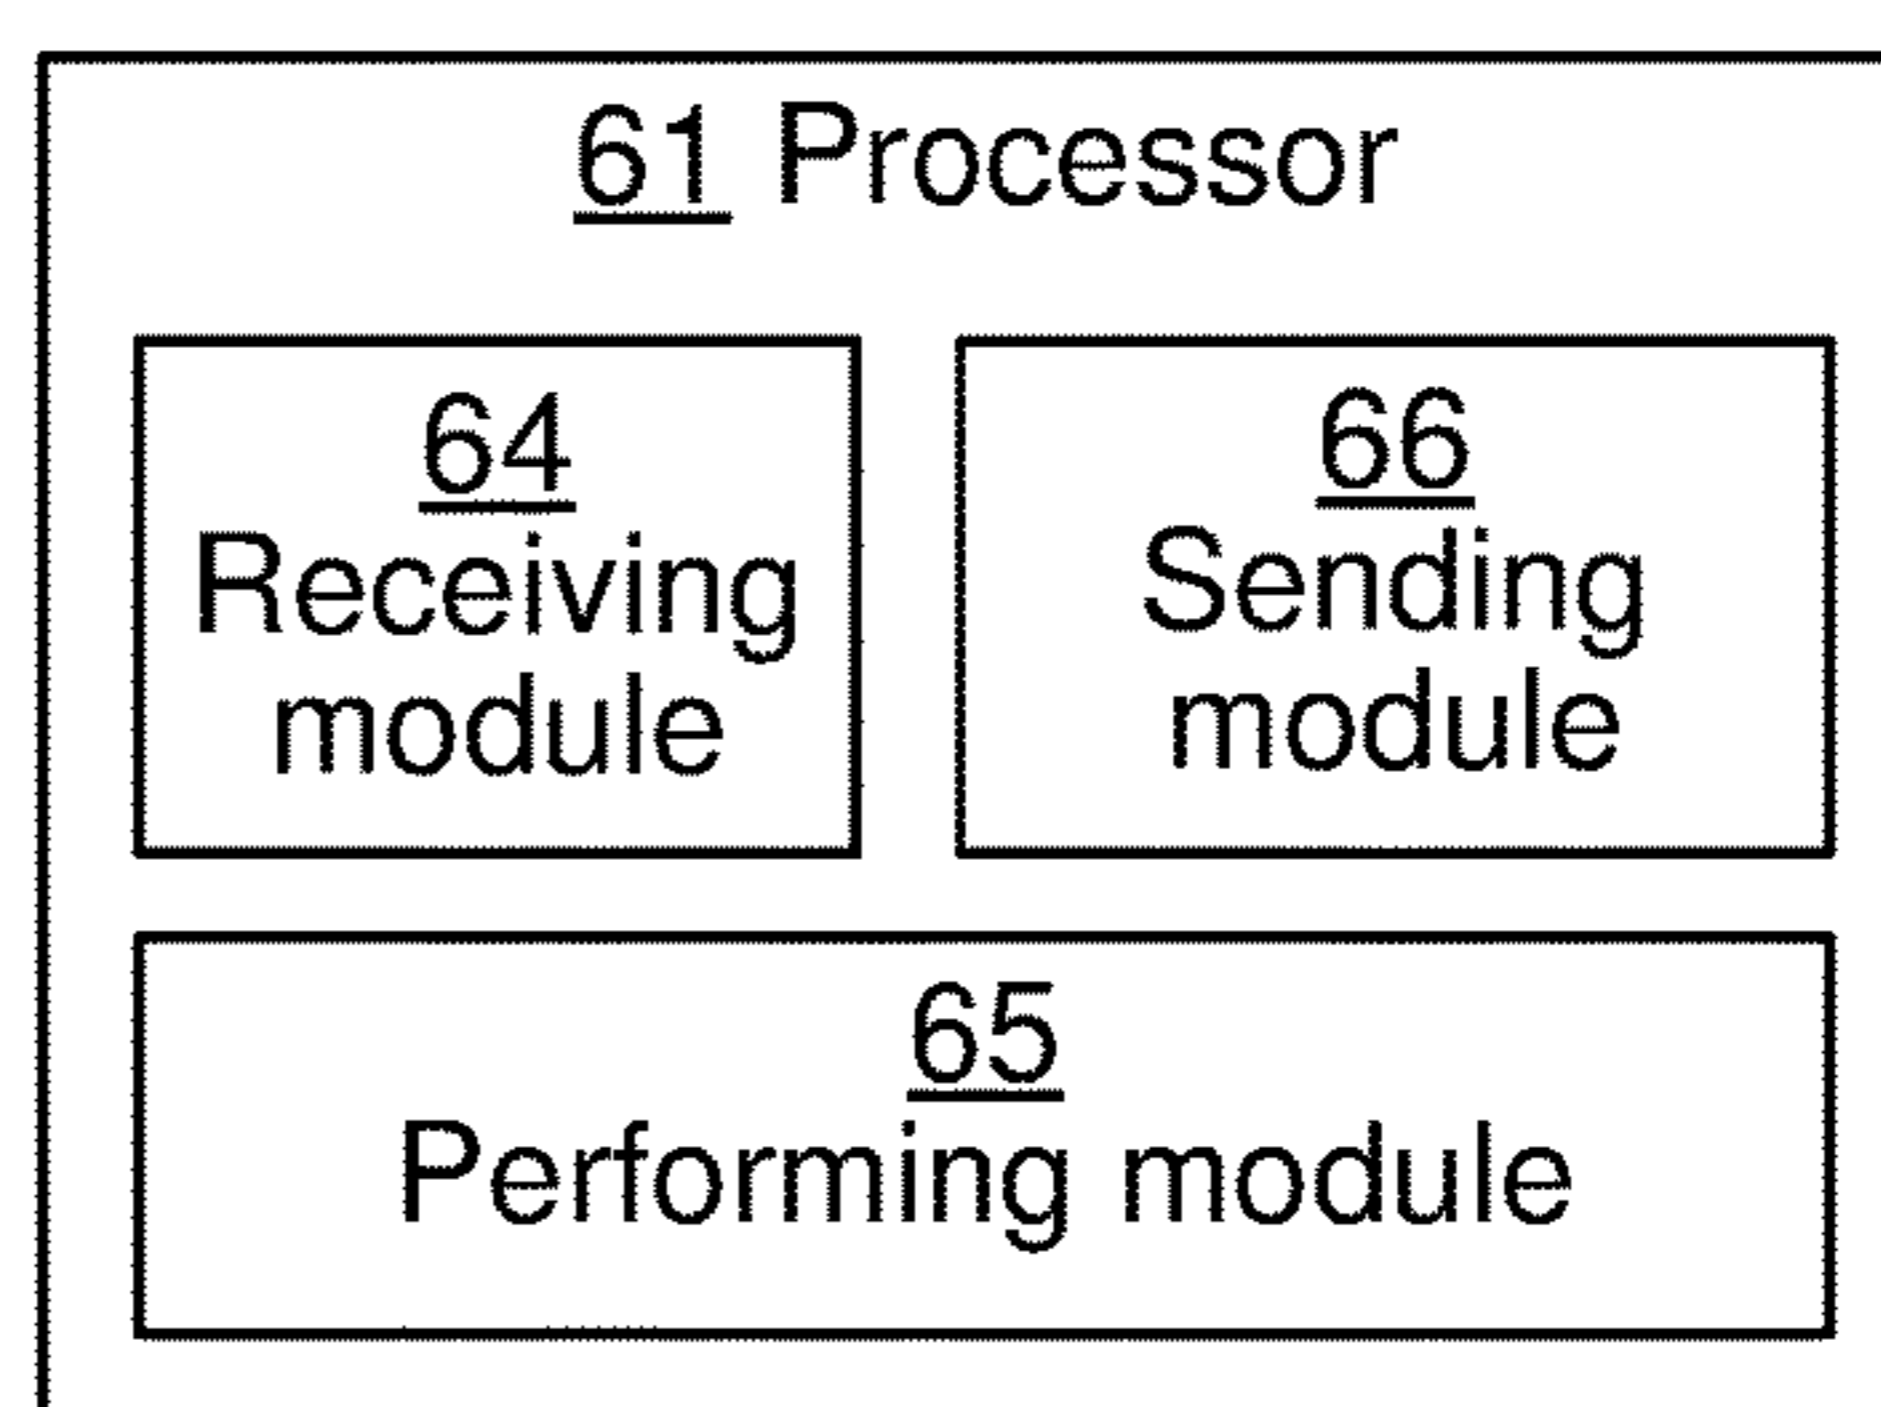 61 Processor
64
Receiving
module
66
Sending
module
65
Performing module